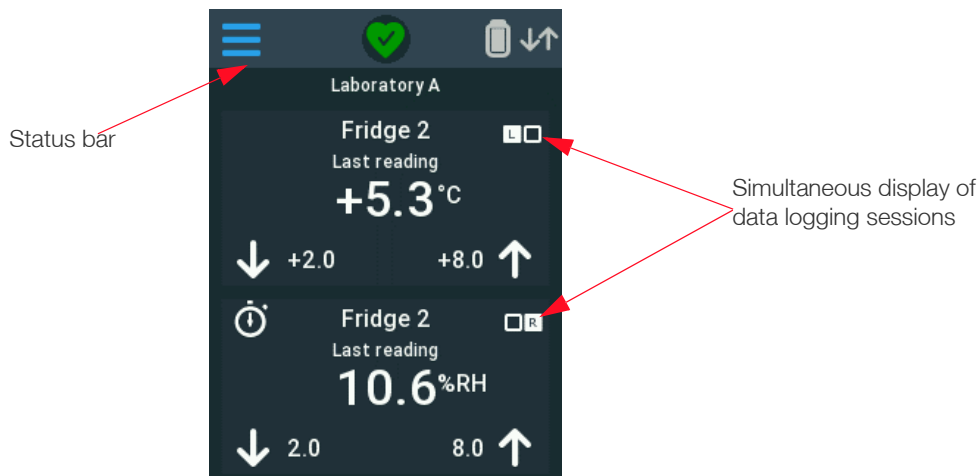 Laboratory A
Status bar
Fridge 2
L
Last reading
+5.3°C
Simultaneous display of
data logging sessions
+2.0
+8.0
Fridge 2
R
Last reading
10.6%RH
2.0
8.0